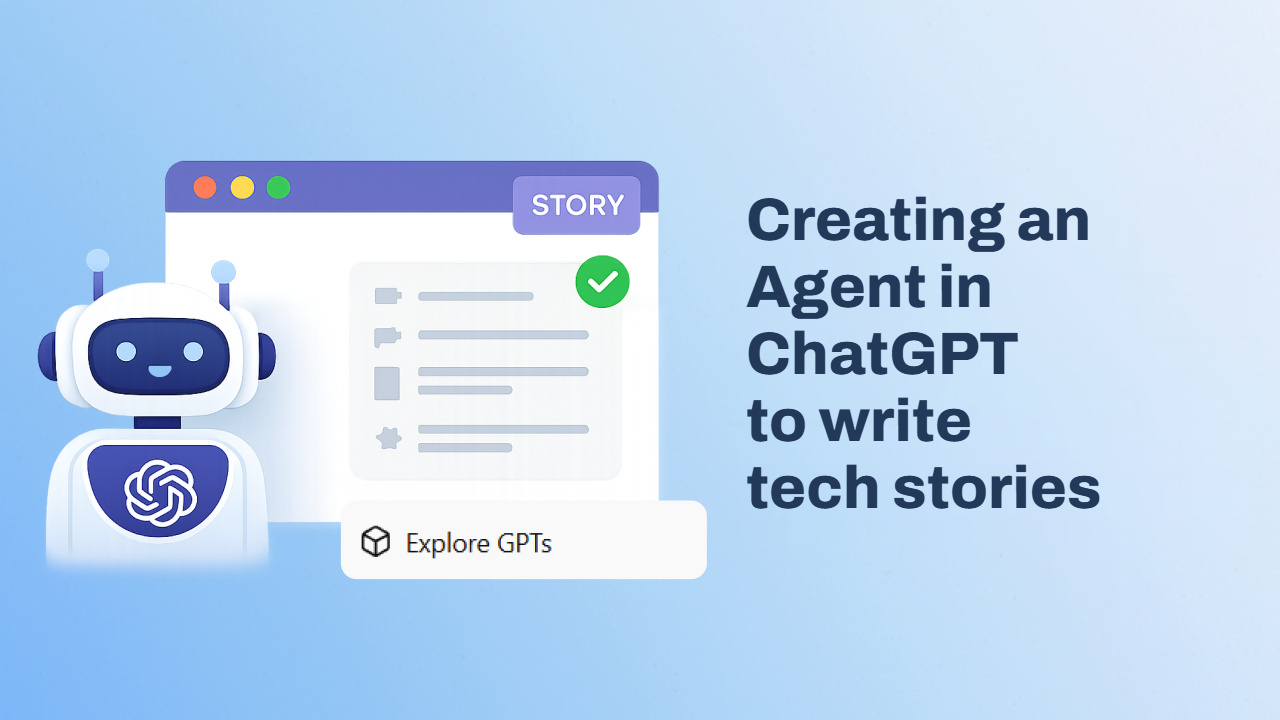 STORY
Explore GPTs
Creating an
Agent in
ChatGPT
to write
tech stories